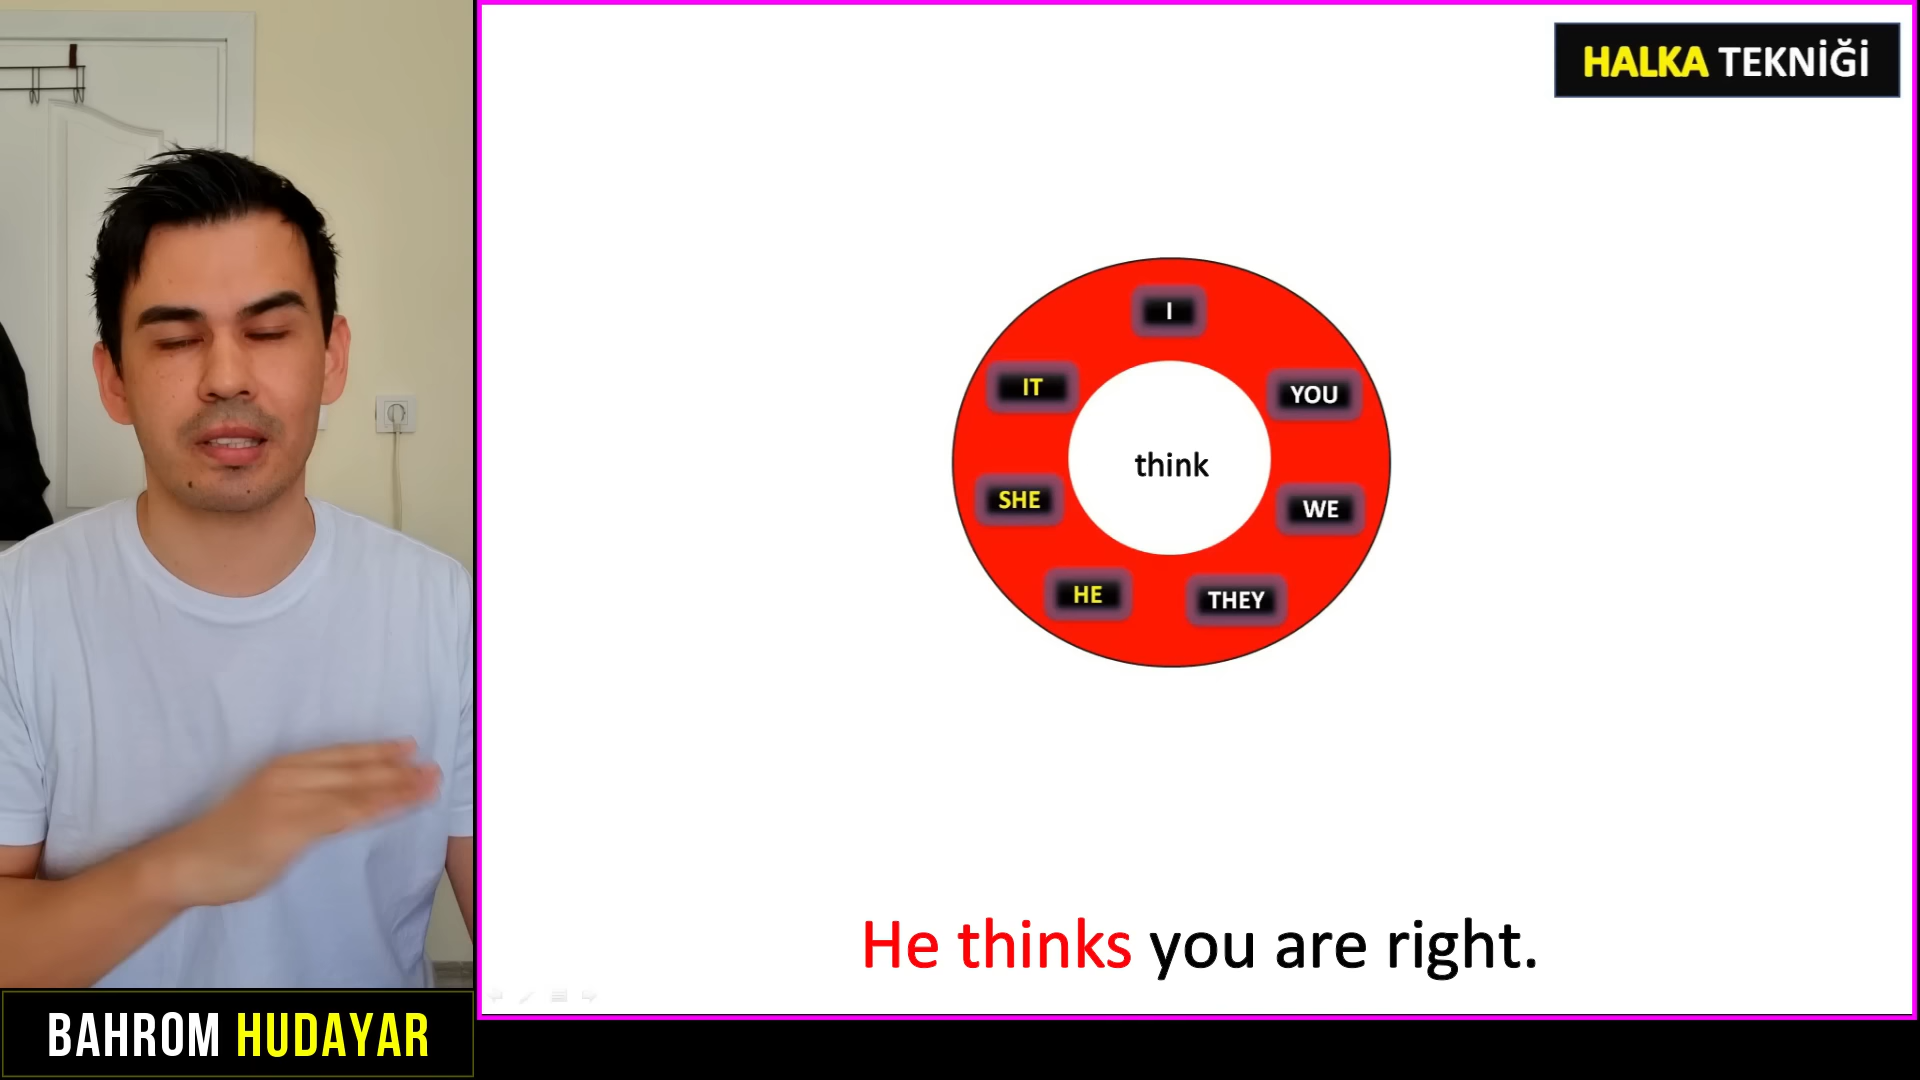 HALKA TEKNİĞİ
I
IT
YOU
think
SHE
WE
HE
THEY
He thinks you are right.
BAHROM HUDAYAR